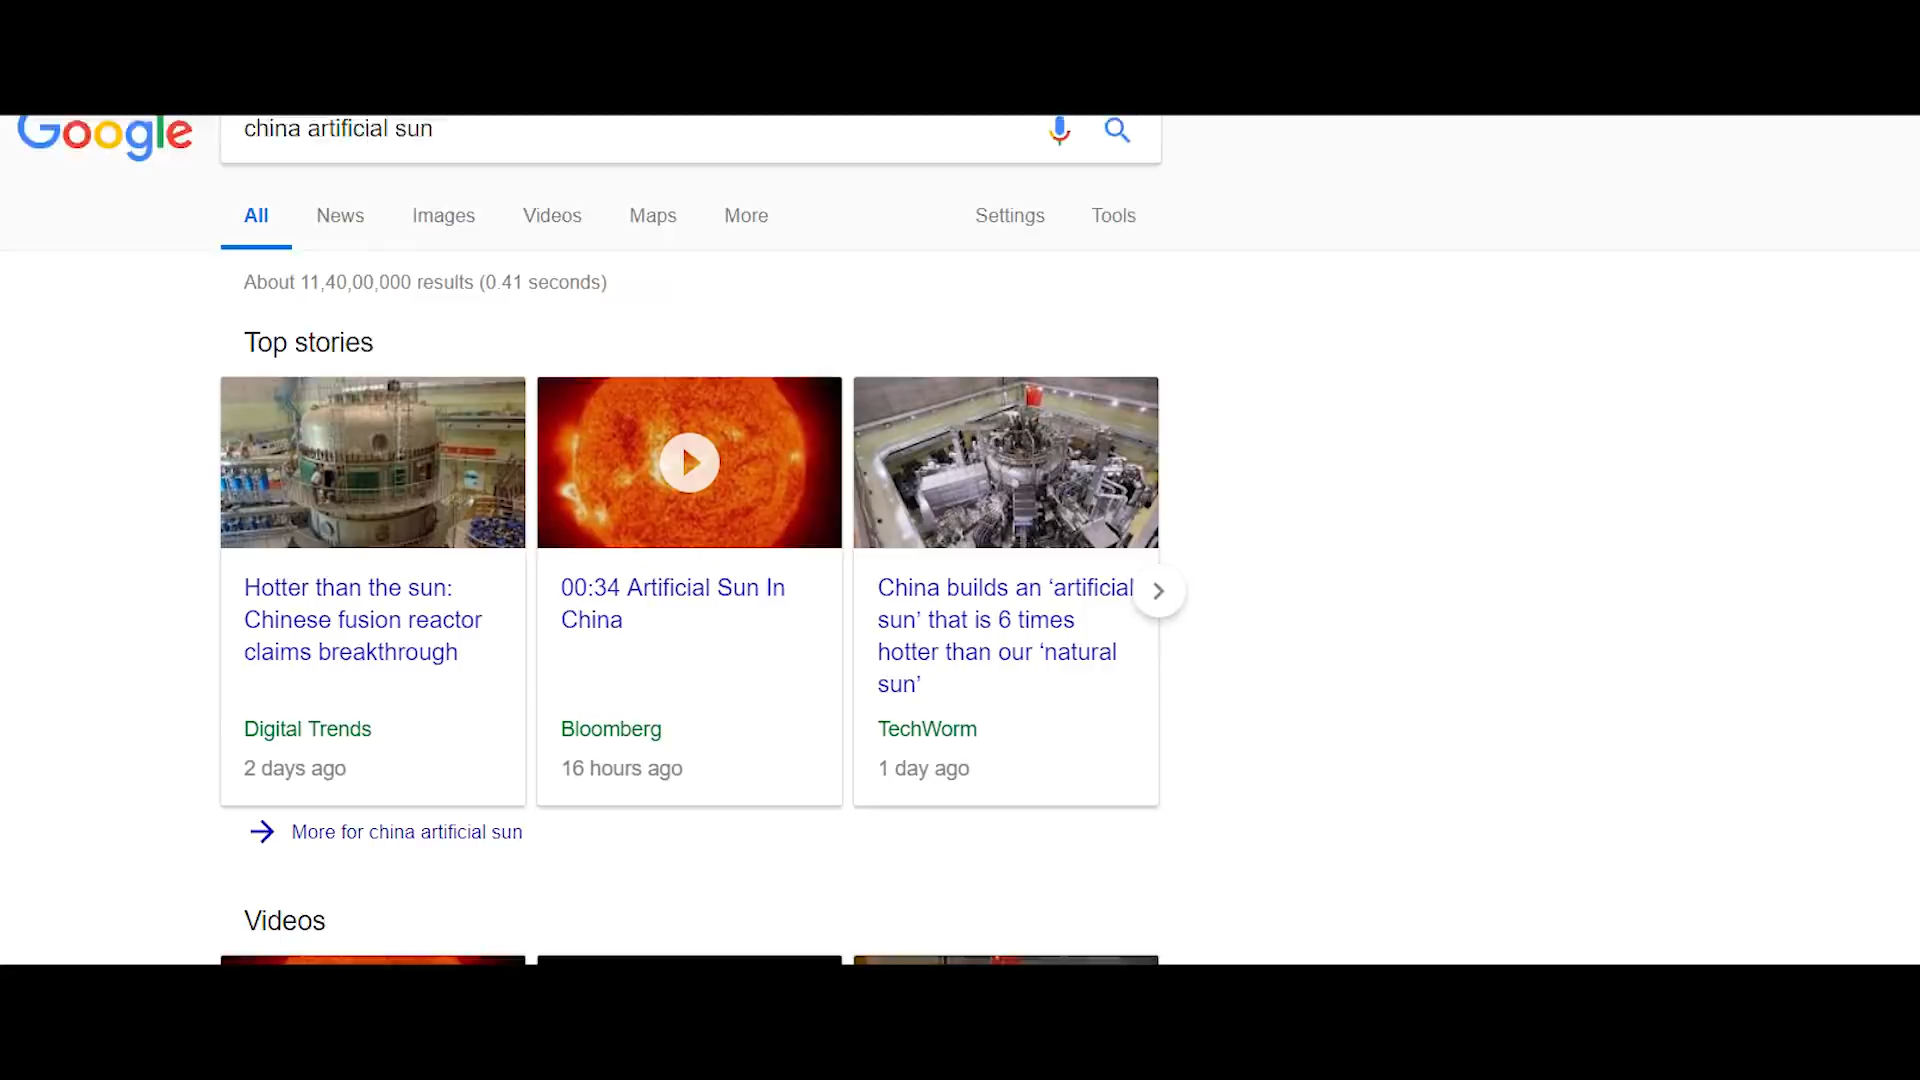 Google
china artificial sun
All News Images Videos Maps More Settings Tools
About 11,40,00,000 results (0.41 seconds)
Top stories
Hotter than the sun:
Chinese fusion reactor
claims breakthrough
Digital Trends
2 days ago
00:34 Artificial Sun In
China
Bloomberg
16 hours ago
China builds an ‘artificial
sun’ that is 6 times
hotter than our ‘natural
sun’
TechWorm
1 day ago
More for china artificial sun
Videos